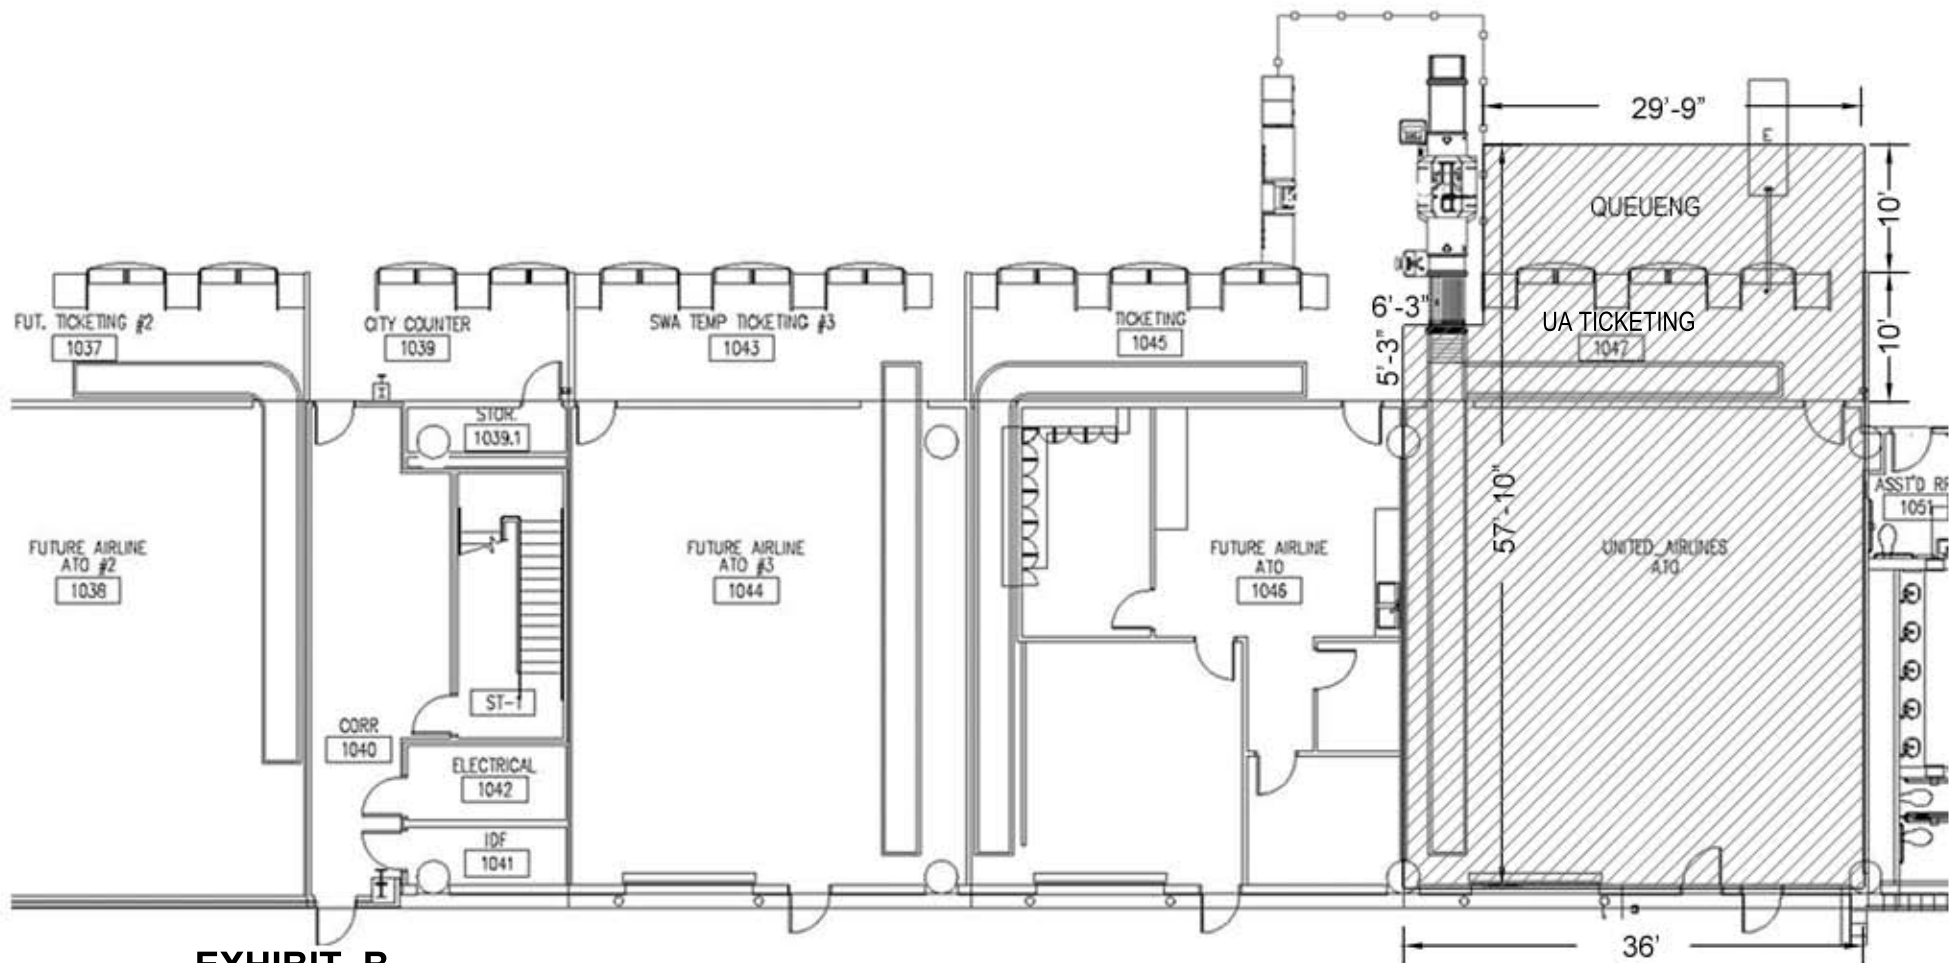 29'-9"
E
QUEUENG
10'
6'-3"
FUT. TICKETING #2
1037
CITY COUNTER
1039
SWA TEMP TICKETING #3
1043
TICKETING
1045
UA TICKETING
1047
10'
5'-3"
STOR.
1039.1
57'-10"
ASST'D RR
1051
FUTURE AIRLINE
ATO #2
1038
FUTURE AIRLINE
ATO #3
1044
FUTURE AIRLINE
ATO
1046
UNITED AIRLINES
ATO
ST-1
CORR
1040
ELECTRICAL
1042
IDF
1041
36'
EXHIBIT B